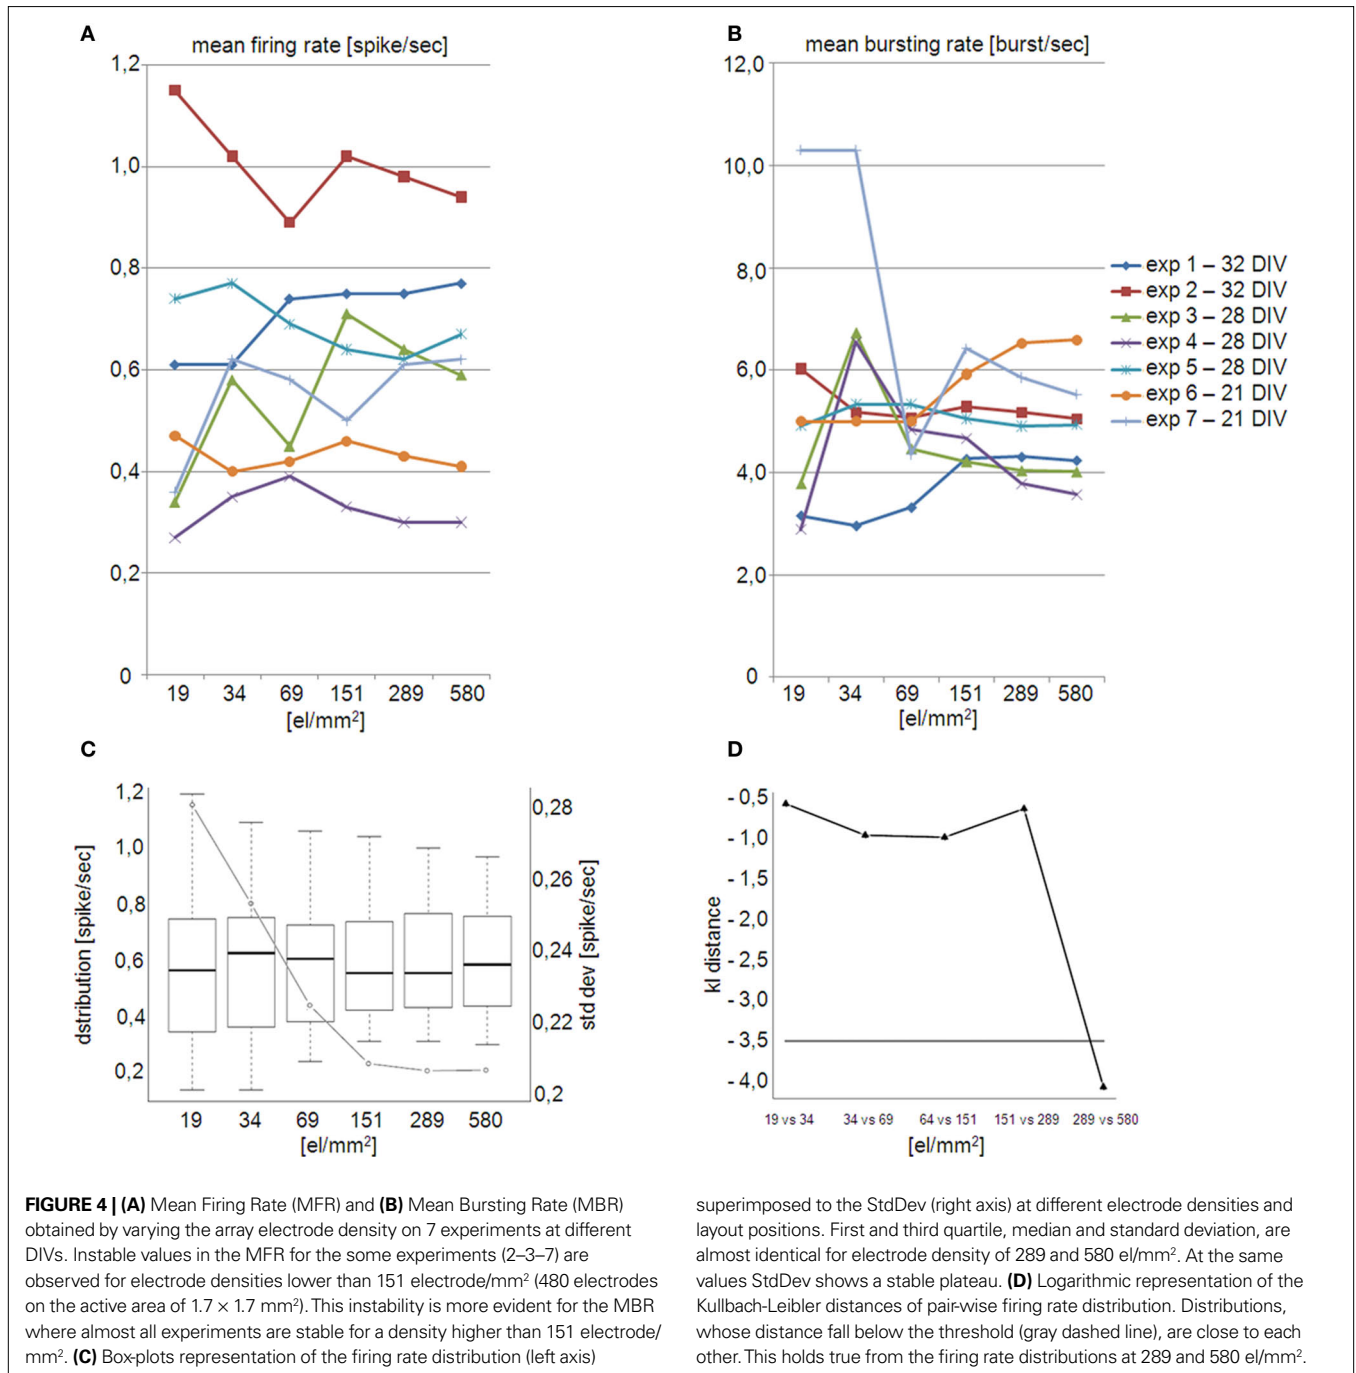 A
mean firing rate [spike/sec]
1,2
1,0
0,8
0,6
0,4
0,2
0
19 34 69 151 289 580
[el/mm²]
B
mean bursting rate [burst/sec]
12,0
10,0
8,0
6,0
4,0
2,0
0
19 34 69 151 289 580
[el/mm²]
exp 1 – 32 DIV
exp 2 – 32 DIV
exp 3 – 28 DIV
exp 4 – 28 DIV
exp 5 – 28 DIV
exp 6 – 21 DIV
exp 7 – 21 DIV
C
dstribution [spike/sec]
1,2
1,0
0,8
0,6
0,4
0,2
std dev [spike/sec]
0,28
0,26
0,24
0,22
0,2
19 34 69 151 289 580
[el/mm²]
D
kl distance
- 0,5
- 1,0
- 1,5
- 2,0
- 2,5
- 3,0
- 3,5
- 4,0
19 vs 34 34 vs 69 64 vs 151 151 vs 289 289 vs 580
[el/mm²]
FIGURE 4 | (A) Mean Firing Rate (MFR) and (B) Mean Bursting Rate (MBR)
obtained by varying the array electrode density on 7 experiments at different
DIVs. Instable values in the MFR for the some experiments (2–3–7) are
observed for electrode densities lower than 151 electrode/mm² (480 electrodes
on the active area of 1.7 × 1.7 mm²). This instability is more evident for the MBR
where almost all experiments are stable for a density higher than 151 electrode/
mm². (C) Box-plots representation of the firing rate distribution (left axis)
superimposed to the StdDev (right axis) at different electrode densities and
layout positions. First and third quartile, median and standard deviation, are
almost identical for electrode density of 289 and 580 el/mm². At the same
values StdDev shows a stable plateau. (D) Logarithmic representation of the
Kullbach-Leibler distances of pair-wise firing rate distribution. Distributions,
whose distance fall below the threshold (gray dashed line), are close to each
other. This holds true from the firing rate distributions at 289 and 580 el/mm².